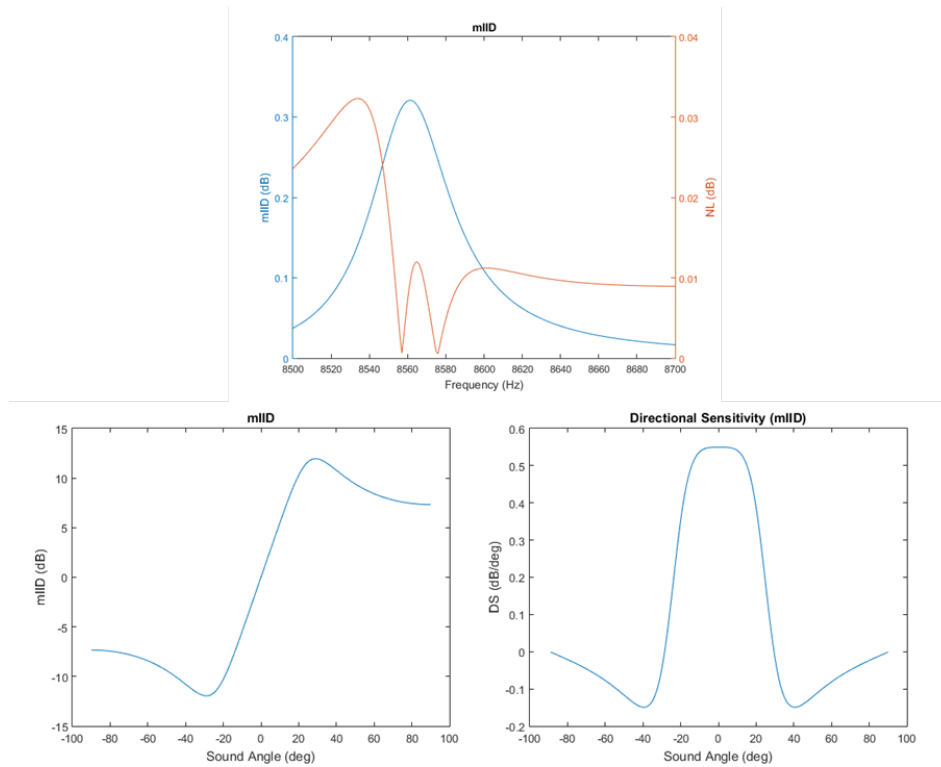 mIID
0.4
0.3
0.2
0.1
0
mIID (dB)
0.04
0.03
0.02
0.01
0
NL (dB)
8500 8520 8540 8560 8580 8600 8620 8640 8660 8680 8700
Frequency (Hz)
mIID
15
10
5
0
-5
-10
-15
mIID (dB)
-100 -80 -60 -40 -20 0 20 40 60 80 100
Sound Angle (deg)
Directional Sensitivity (mIID)
0.6
0.5
0.4
0.3
0.2
0.1
0
-0.1
-0.2
DS (dB/deg)
-100 -80 -60 -40 -20 0 20 40 60 80 100
Sound Angle (deg)